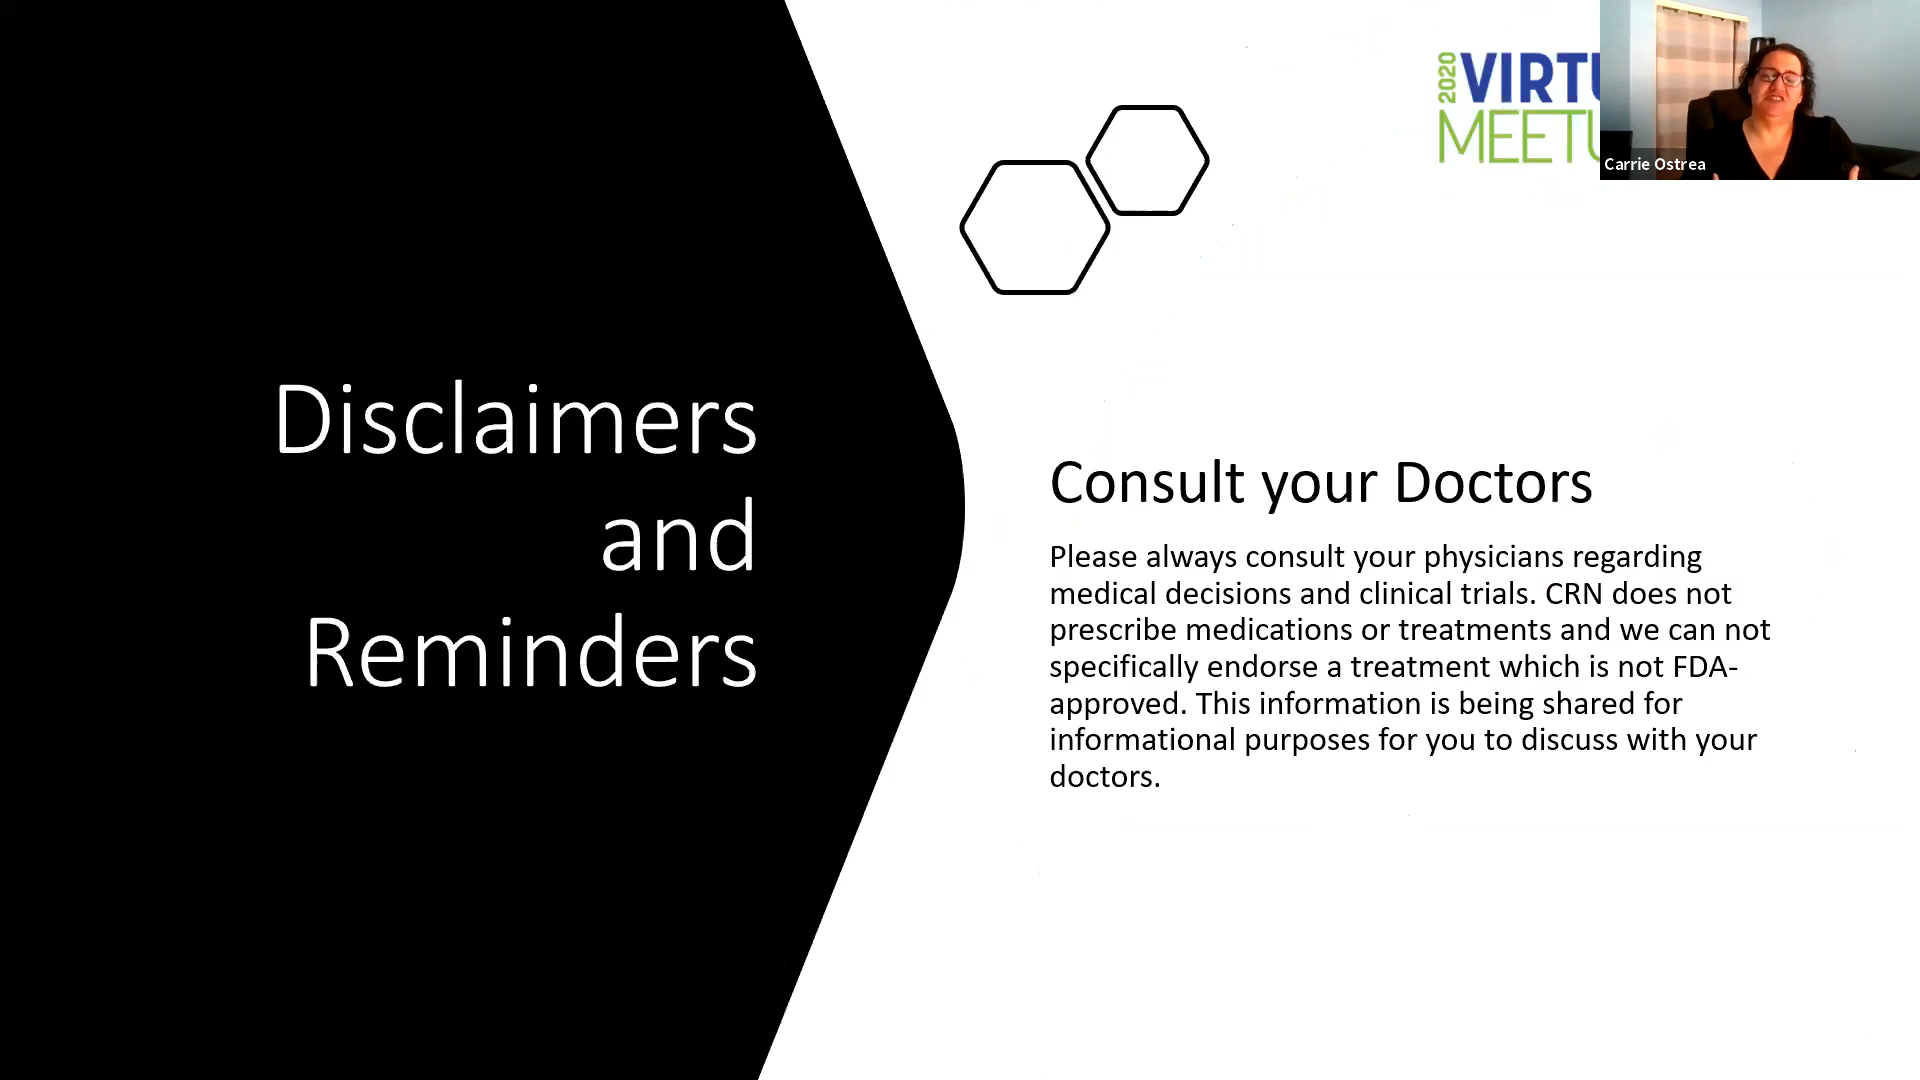 Disclaimers
and
Reminders
2020
VIRTU
MEETU
Carrie Ostrea
Consult your Doctors
Please always consult your physicians regarding
medical decisions and clinical trials. CRN does not
prescribe medications or treatments and we can not
specifically endorse a treatment which is not FDA-
approved. This information is being shared for
informational purposes for you to discuss with your
doctors.